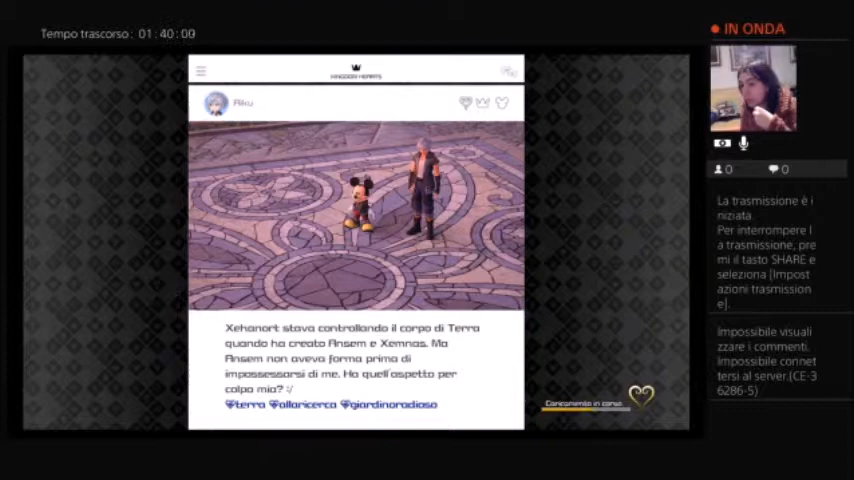 Tempo trascorso: 01:40:00
IN ONDA
KINGDOM HEARTS
Riku
0
0
La trasmissione è i
niziata.
Per interrompere l
a trasmissione, pre
mi il tasto SHARE e
seleziona [Impost
azioni trasmission
e].
Impossibile visuali
zzare i commenti.
Impossibile connet
tersi al server.(CE-3
6286-5)
Xehanort stava controllando il corpo di Terra
quando ha creato Ansem e Xemnas. Ma
Ansem non aveva forma prima di
impossessarsi di me. Ha quell'aspetto per
colpa mia? :/
terra allaricerca giardinoradioso
Caricamento in corso